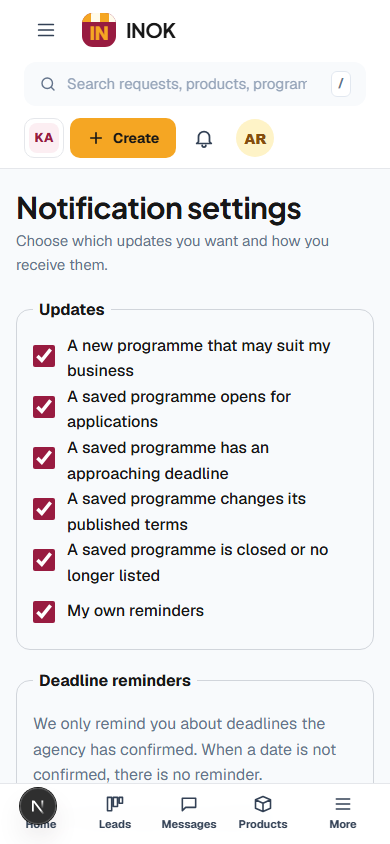 IN INOK
Search requests, products, program /
KA + Create AR
Notification settings
Choose which updates you want and how you
receive them.
Updates
A new programme that may suit my
business
A saved programme opens for
applications
A saved programme has an
approaching deadline
A saved programme changes its
published terms
A saved programme is closed or no
longer listed
My own reminders
Deadline reminders
We only remind you about deadlines the
agency has confirmed. When a date is not
confirmed, there is no reminder.
N
Home Leads Messages Products More